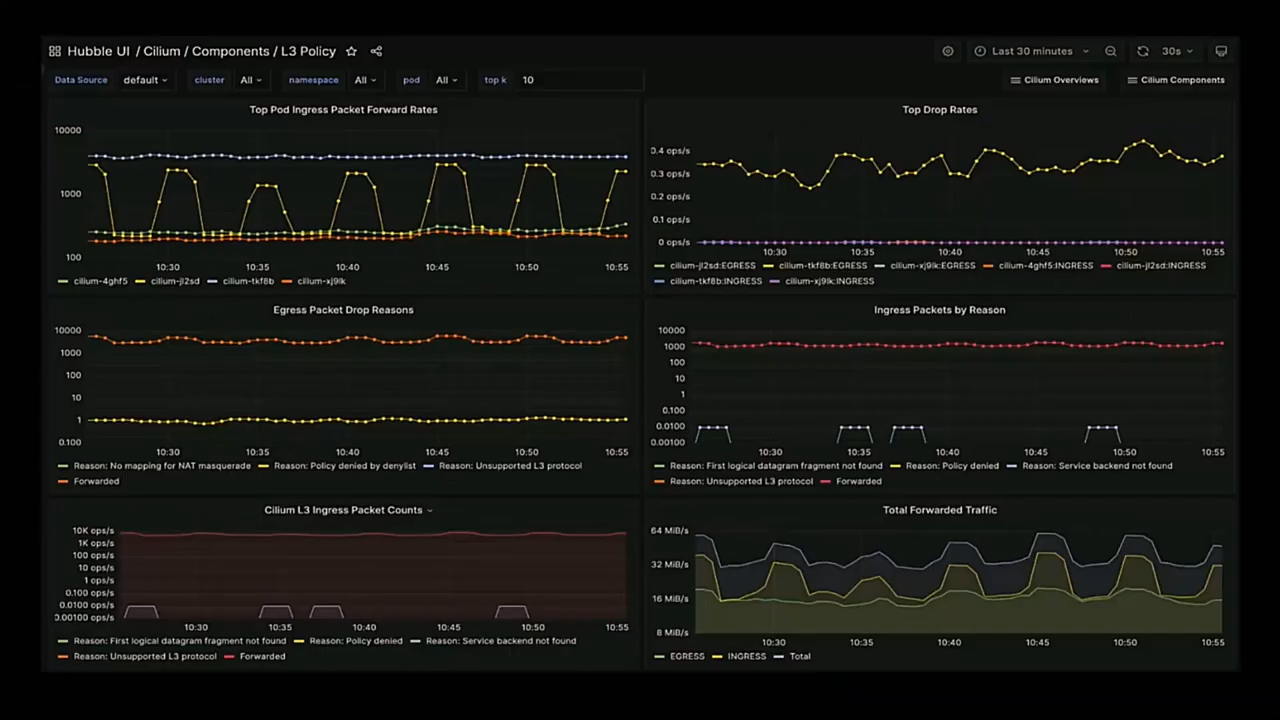 Hubble UI / Cilium / Components / L3 Policy
Last 30 minutes
30s
Data Source default cluster All namespace All pod All top k 10
Cilium Overviews Cilium Components
Top Pod Ingress Packet Forward Rates
10000
1000
100
10:30 10:35 10:40 10:45 10:50 10:55
cilium-4ghf5 cilium-jl2sd cilium-tkf8b cilium-xj9lk
Top Drop Rates
0.4 ops/s
0.3 ops/s
0.2 ops/s
0.1 ops/s
0 ops/s
10:30 10:35 10:40 10:45 10:50 10:55
cilium-jl2sd:EGRESS cilium-tkf8b:EGRESS cilium-xj9lk:EGRESS cilium-4ghf5:INGRESS cilium-jl2sd:INGRESS
cilium-tkf8b:INGRESS cilium-xj9lk:INGRESS
Egress Packet Drop Reasons
10000
1000
100
10
1
0.100
10:30 10:35 10:40 10:45 10:50 10:55
Reason: No mapping for NAT masquerade Reason: Policy denied by denylist Reason: Unsupported L3 protocol
Forwarded
Ingress Packets by Reason
10000
1000
100
10
1
0.100
0.0100
0.00100
10:30 10:35 10:40 10:45 10:50 10:55
Reason: First logical datagram fragment not found Reason: Policy denied Reason: Service backend not found
Reason: Unsupported L3 protocol Forwarded
Cilium L3 Ingress Packet Counts
10K ops/s
1K ops/s
100 ops/s
10 ops/s
1 ops/s
0.100 ops/s
0.0100 ops/s
0.00100 ops/s
10:30 10:35 10:40 10:45 10:50 10:55
Reason: First logical datagram fragment not found Reason: Policy denied Reason: Service backend not found
Reason: Unsupported L3 protocol Forwarded
Total Forwarded Traffic
64 MiB/s
32 MiB/s
16 MiB/s
8 MiB/s
10:30 10:35 10:40 10:45 10:50 10:55
EGRESS INGRESS Total